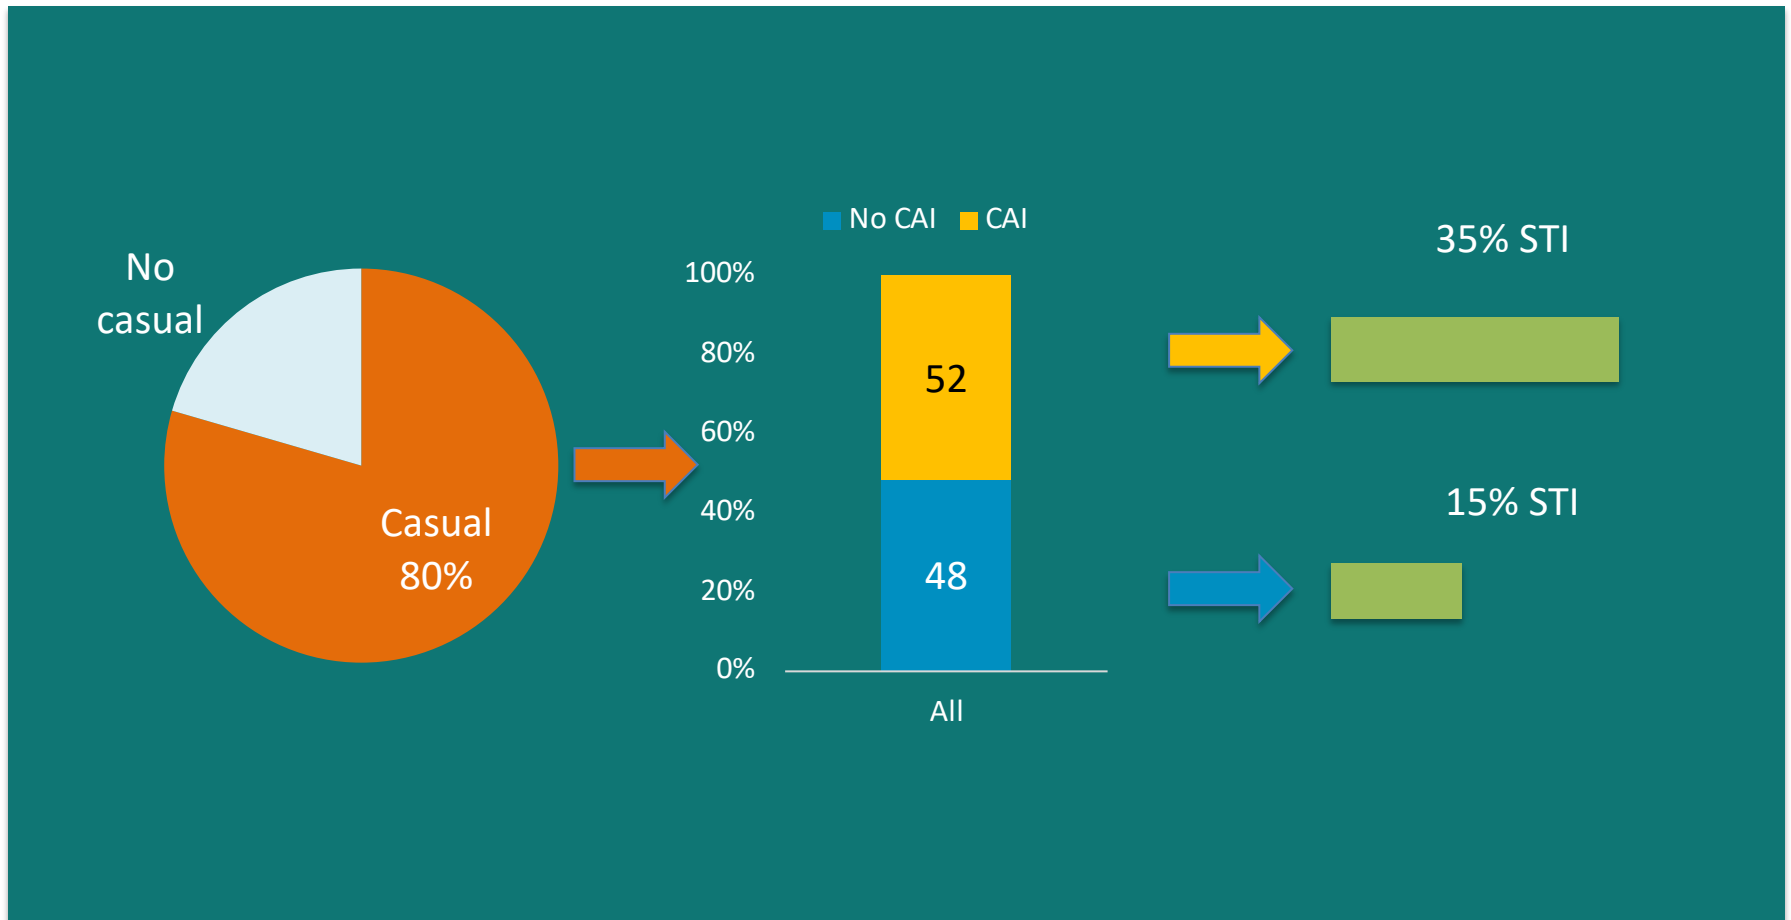 No
casual
Casual
80%
No CAI
CAI
100%
80%
60%
40%
20%
0%
52
48
All
35% STI
15% STI